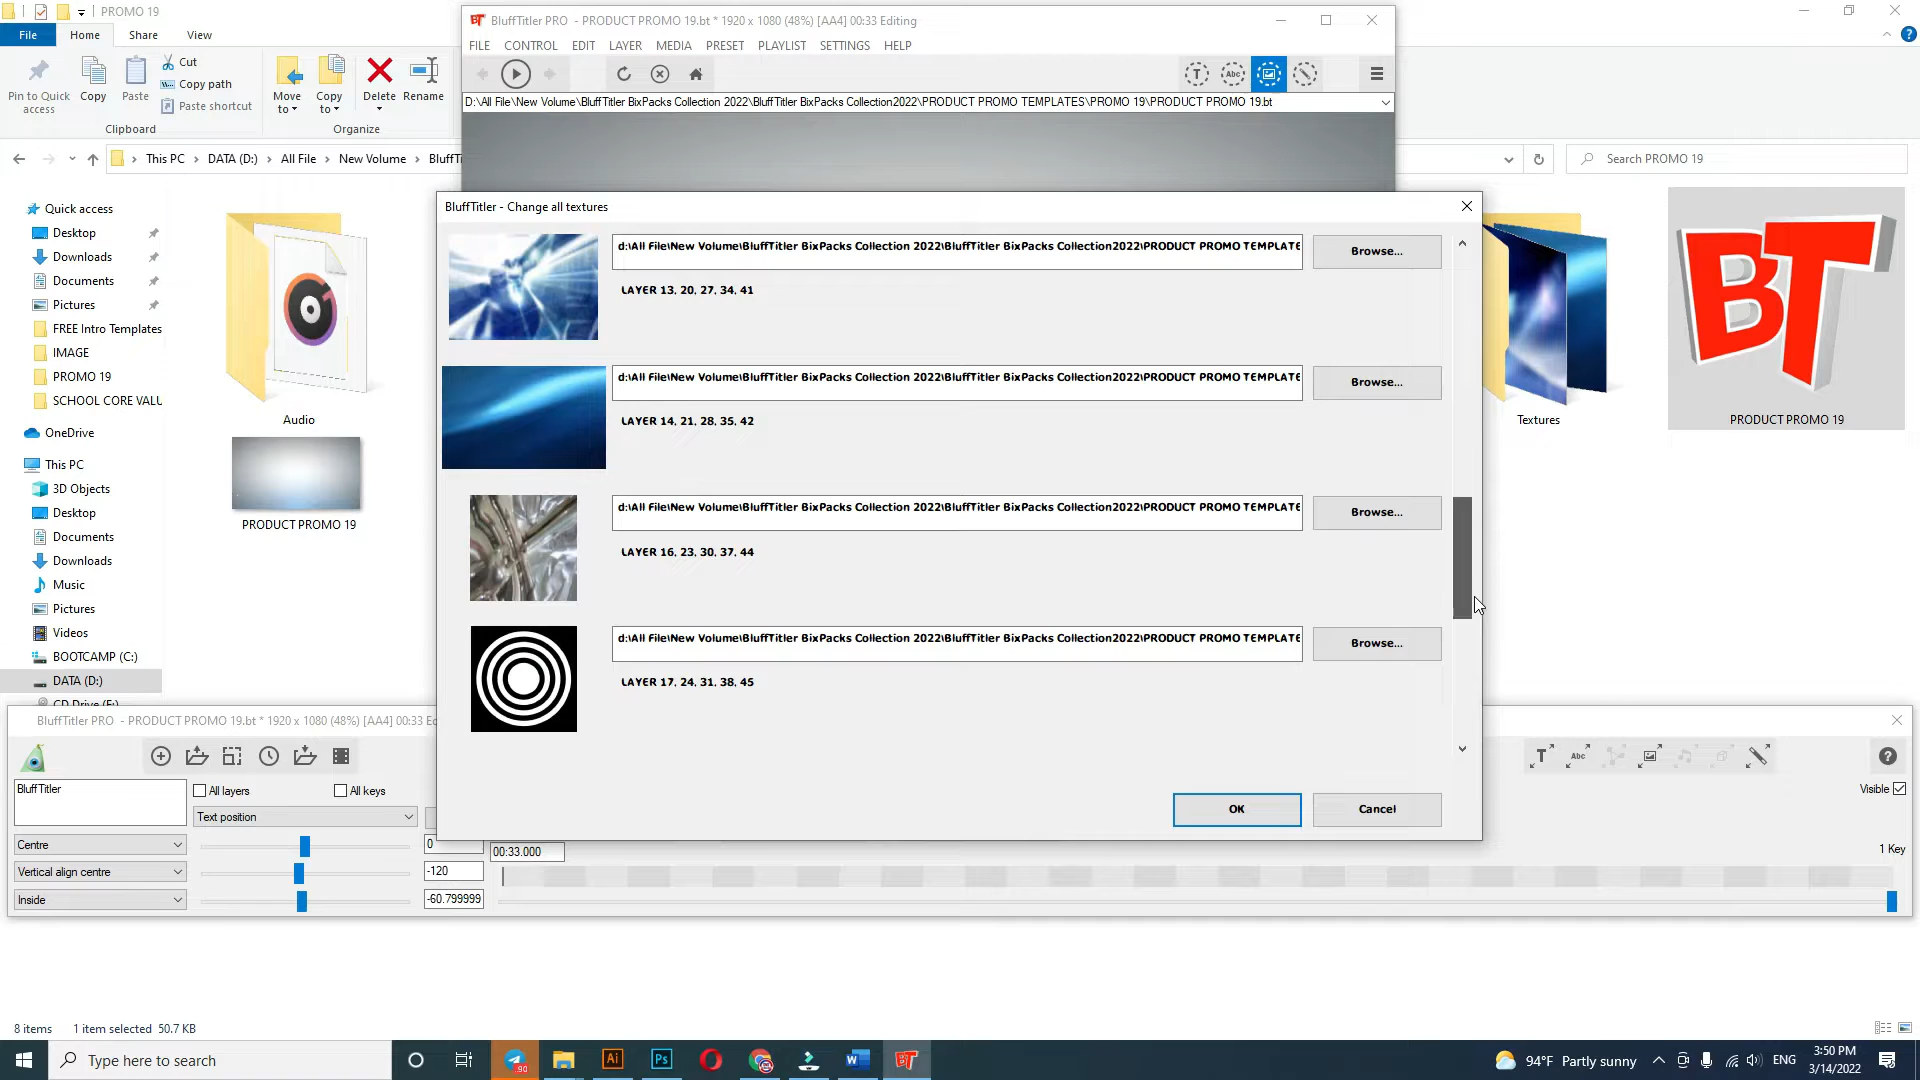 PROMO 19
File
Home
Share
View
Pin to Quick access
Copy
Paste
Cut
Copy path
Paste shortcut
Move to
Copy to
Delete
Rename
Clipboard
Organize
This PC
DATA (D:)
All File
New Volume
BluffTi
Search PROMO 19
Quick access
Desktop
Downloads
Documents
Pictures
FREE Intro Templates
IMAGE
PROMO 19
SCHOOL CORE VALU
OneDrive
This PC
3D Objects
Desktop
Documents
Downloads
Music
Pictures
Videos
BOOTCAMP (C:)
DATA (D:)
Audio
PRODUCT PROMO 19
Textures
PRODUCT PROMO 19
BluffTitler PRO - PRODUCT PROMO 19.bt * 1920 x 1080 (48%) [AA4] 00:33 Editing
FILE CONTROL EDIT LAYER MEDIA PRESET PLAYLIST SETTINGS HELP
D:\All File\New Volume\BluffTitler BixPacks Collection 2022\BluffTitler BixPacks Collection2022\PRODUCT PROMO TEMPLATES\PROMO 19\PRODUCT PROMO 19.bt
BluffTitler - Change all textures
d:\All File\New Volume\BluffTitler BixPacks Collection 2022\BluffTitler BixPacks Collection2022\PRODUCT PROMO TEMPLATE
Browse...
LAYER 13, 20, 27, 34, 41
d:\All File\New Volume\BluffTitler BixPacks Collection 2022\BluffTitler BixPacks Collection2022\PRODUCT PROMO TEMPLATE
Browse...
LAYER 14, 21, 28, 35, 42
d:\All File\New Volume\BluffTitler BixPacks Collection 2022\BluffTitler BixPacks Collection2022\PRODUCT PROMO TEMPLATE
Browse...
LAYER 16, 23, 30, 37, 44
d:\All File\New Volume\BluffTitler BixPacks Collection 2022\BluffTitler BixPacks Collection2022\PRODUCT PROMO TEMPLATE
Browse...
LAYER 17, 24, 31, 38, 45
OK
Cancel
BluffTitler PRO - PRODUCT PROMO 19.bt * 1920 x 1080 (48%) [AA4] 00:33 E
BluffTitler
All layers
All keys
Text position
Centre
0
Vertical align centre
-120
Inside
-60.799999
00:33.000
Visible
1 Key
8 items 1 item selected 50.7 KB
Type here to search
90
94°F Partly sunny
ENG
3:50 PM
3/14/2022